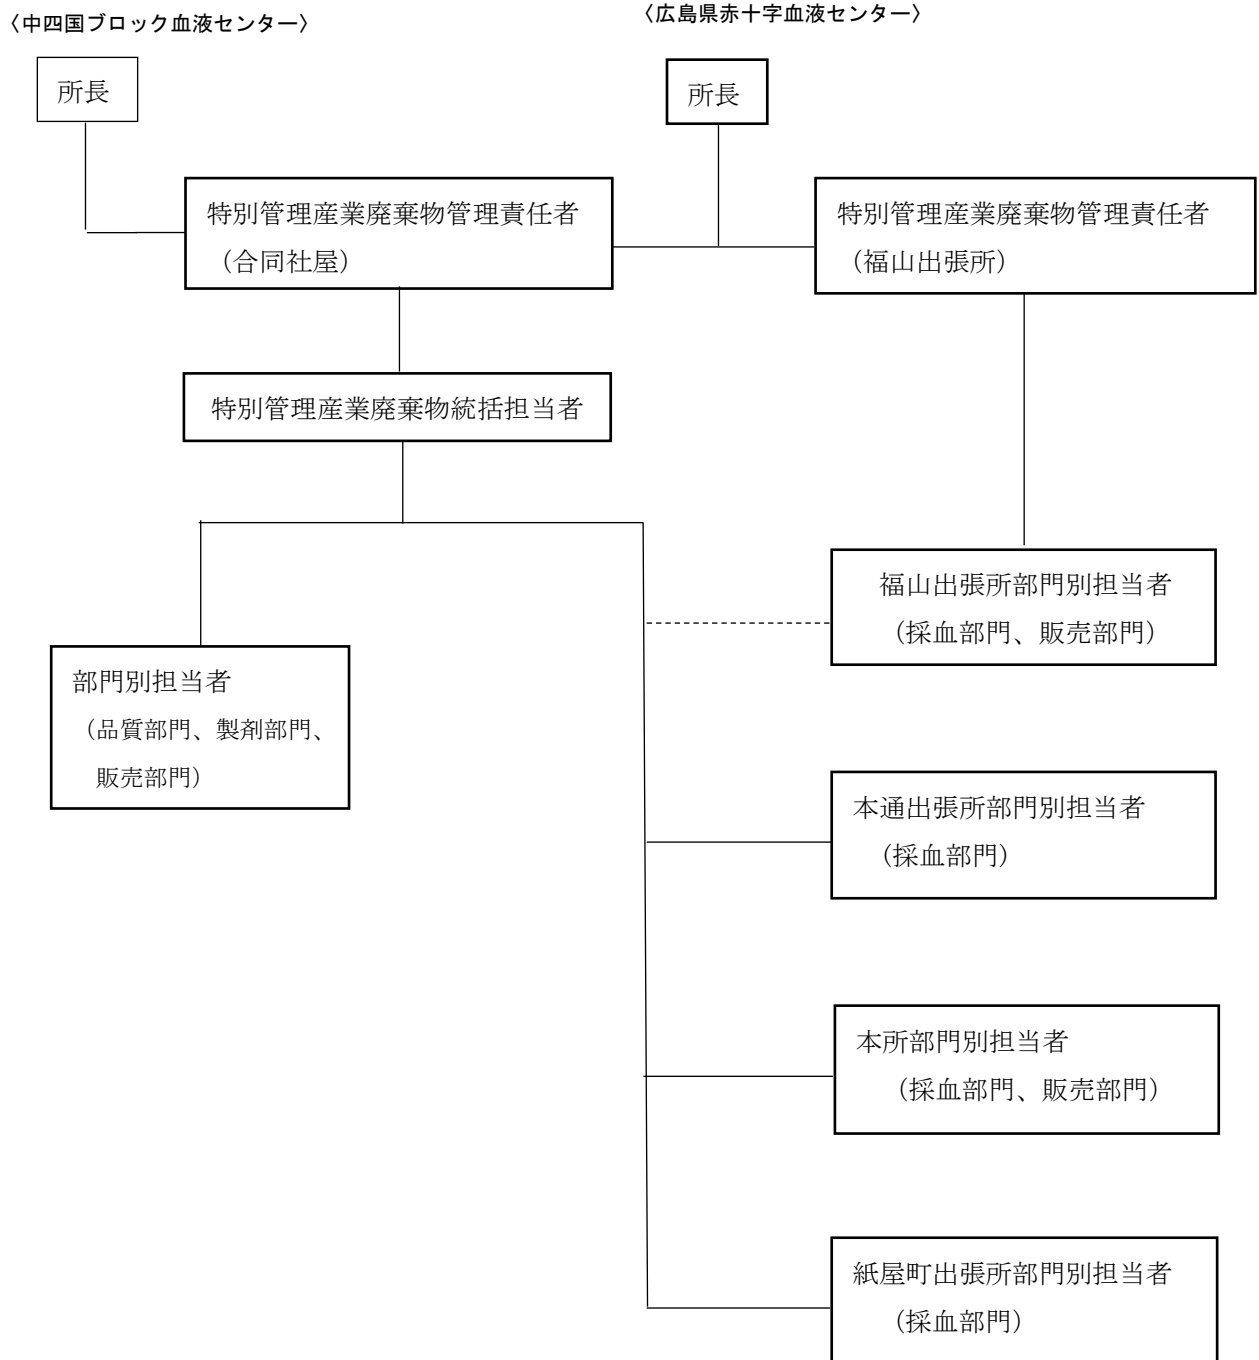 〈中四国ブロック血液センター〉
〈広島県赤十字血液センター〉
所長
所長
特別管理産業廃棄物管理責任者
（合同社屋）
特別管理産業廃棄物管理責任者
（福山出張所）
特別管理産業廃棄物統括担当者
福山出張所部門別担当者
（採血部門、販売部門）
部門別担当者
（品質部門、製剤部門、
販売部門）
本通出張所部門別担当者
（採血部門）
本所部門別担当者
（採血部門、販売部門）
紙屋町出張所部門別担当者
（採血部門）